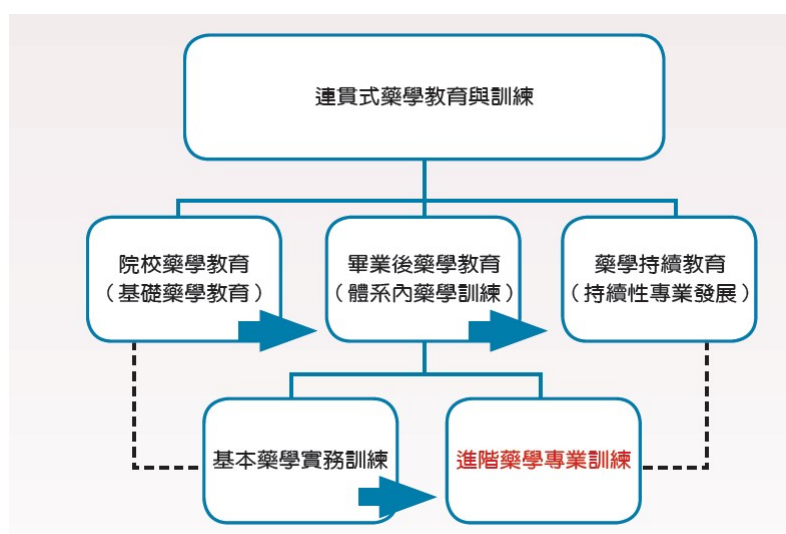 連貫式藥學教育與訓練
院校藥學教育
（基礎藥學教育）
畢業後藥學教育
（體系內藥學訓練）
藥學持續教育
（持續性專業發展）
基本藥學實務訓練
進階藥學專業訓練